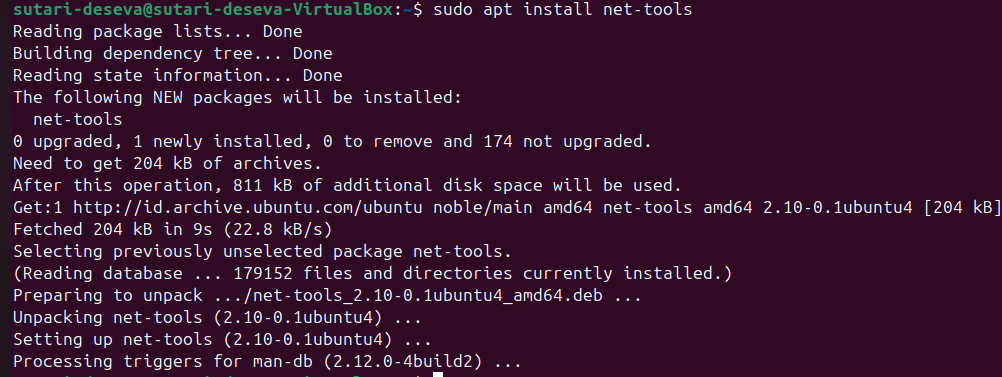 sutari-deseva@sutari-deseva-VirtualBox:~$ sudo apt install net-tools
Reading package lists... Done
Building dependency tree... Done
Reading state information... Done
The following NEW packages will be installed:
  net-tools
0 upgraded, 1 newly installed, 0 to remove and 174 not upgraded.
Need to get 204 kB of archives.
After this operation, 811 kB of additional disk space will be used.
Get:1 http://id.archive.ubuntu.com/ubuntu noble/main amd64 net-tools amd64 2.10-0.1ubuntu4 [204 kB]
Fetched 204 kB in 9s (22.8 kB/s)
Selecting previously unselected package net-tools.
(Reading database ... 179152 files and directories currently installed.)
Preparing to unpack .../net-tools_2.10-0.1ubuntu4_amd64.deb ...
Unpacking net-tools (2.10-0.1ubuntu4) ...
Setting up net-tools (2.10-0.1ubuntu4) ...
Processing triggers for man-db (2.12.0-4build2) ...